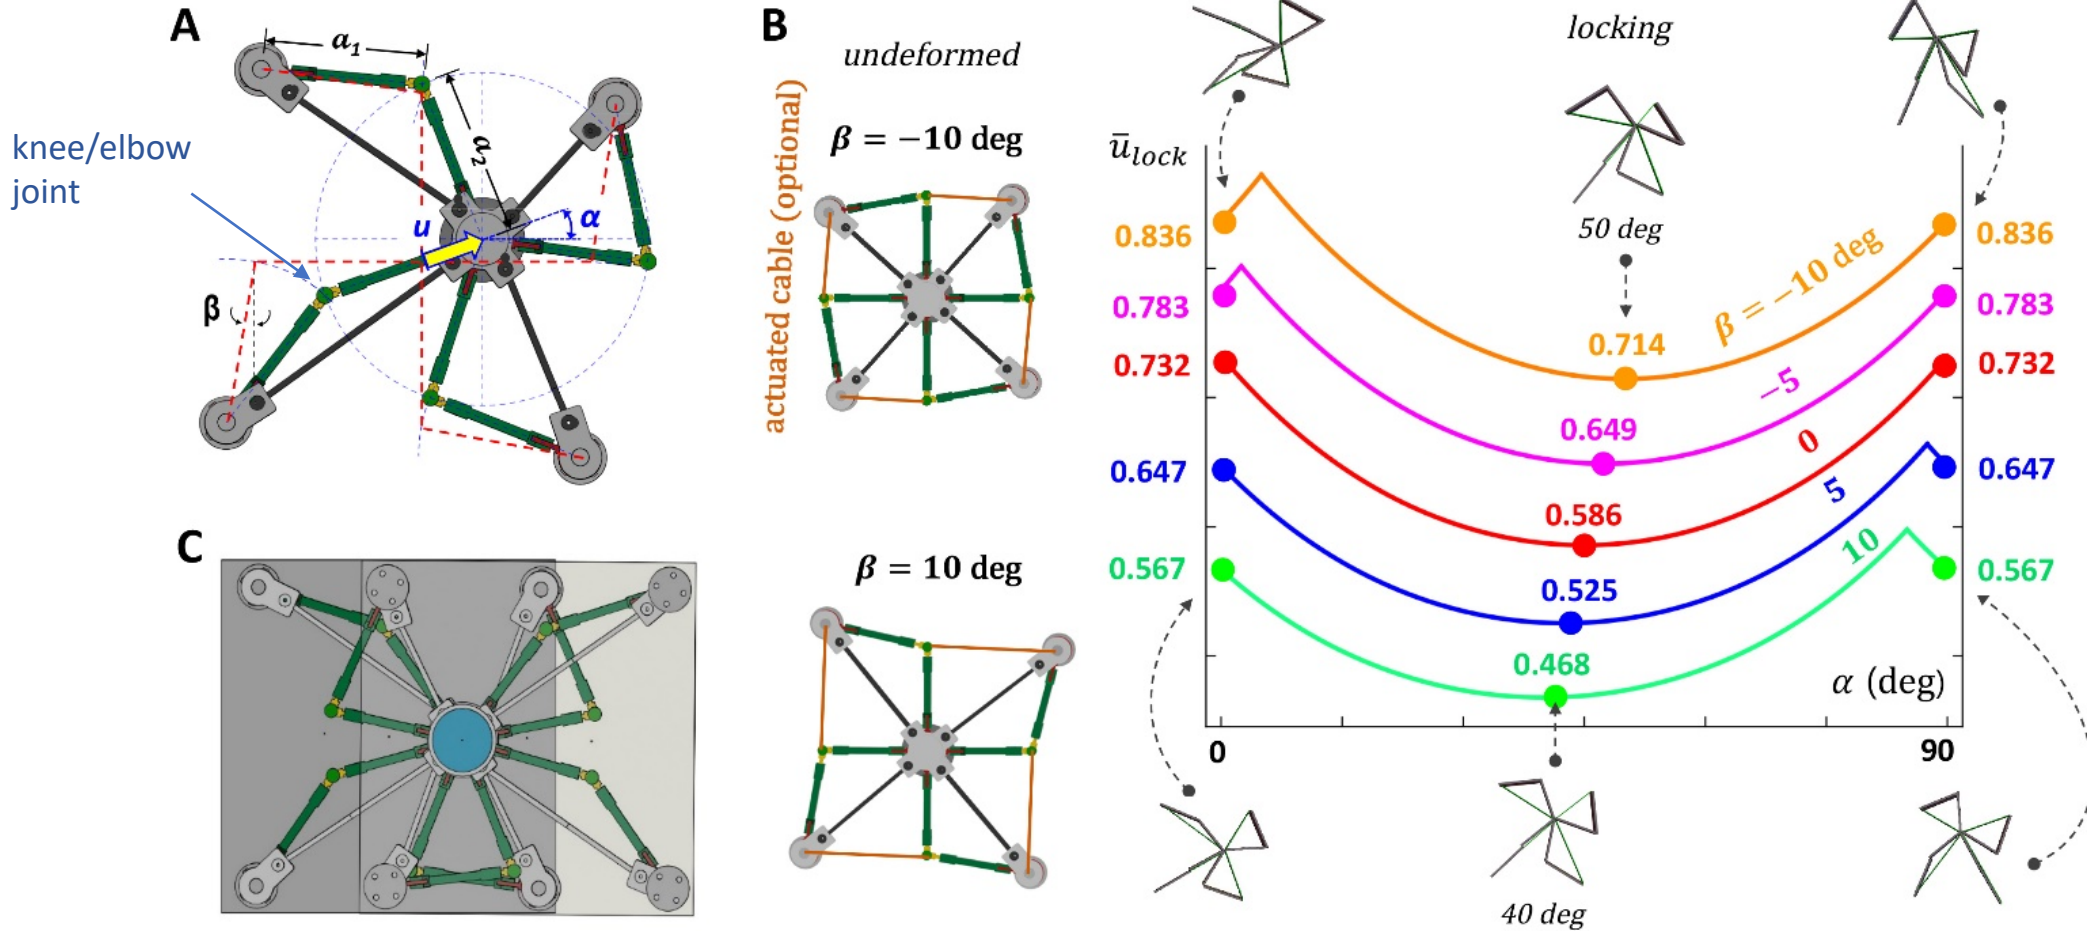 A
a₁
a₂
u
α
β
knee/elbow
joint
B
undeformed
actuated cable (optional)
β = −10 deg
β = 10 deg
locking
ū_lock
50 deg
0.836
0.783
0.732
0.647
0.567
0.714
0.649
0.586
0.525
0.468
β = −10 deg
−5
0
5
10
0.836
0.783
0.732
0.647
0.567
α (deg)
0
90
40 deg
C